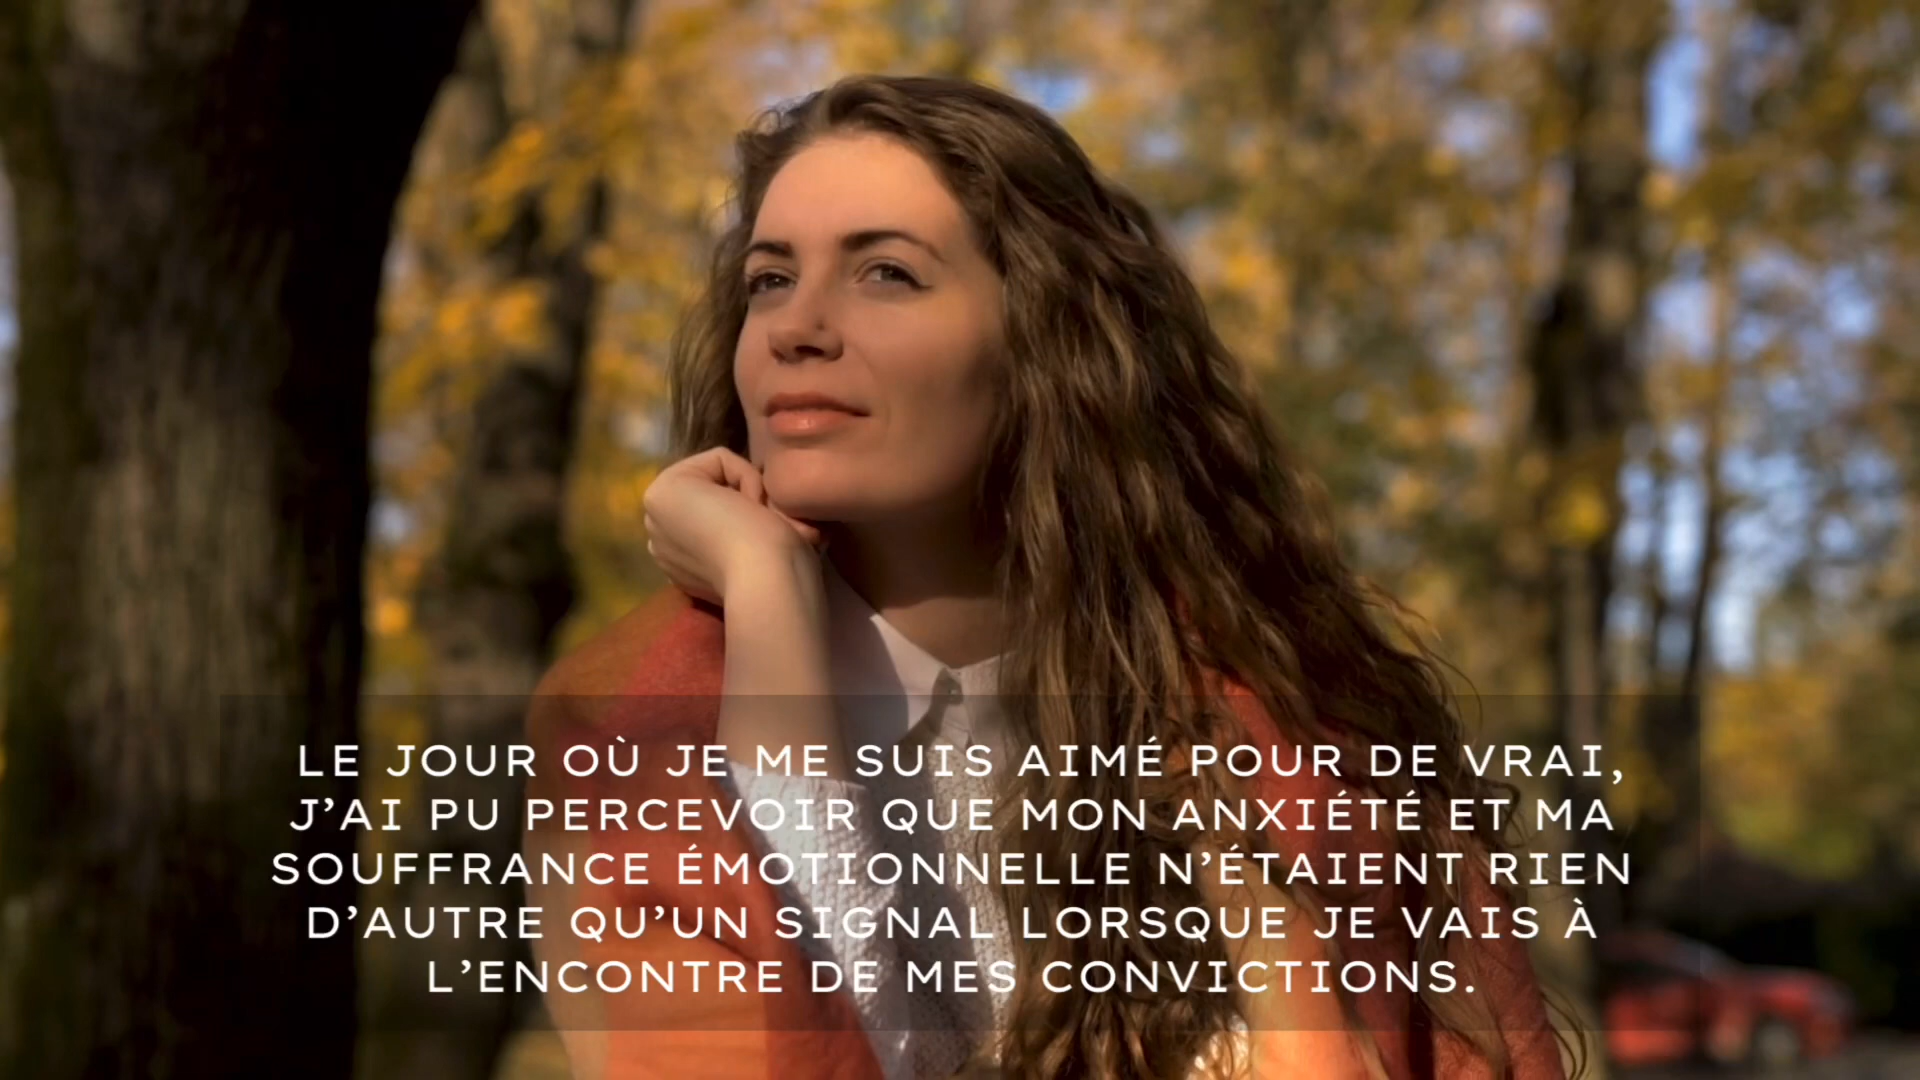 LE JOUR OÙ JE ME SUIS AIMÉ POUR DE VRAI,
J’AI PU PERCEVOIR QUE MON ANXIÉTÉ ET MA
SOUFFRANCE ÉMOTIONNELLE N’ÉTAIENT RIEN
D’AUTRE QU’UN SIGNAL LORSQUE JE VAIS À
L’ENCONTRE DE MES CONVICTIONS.